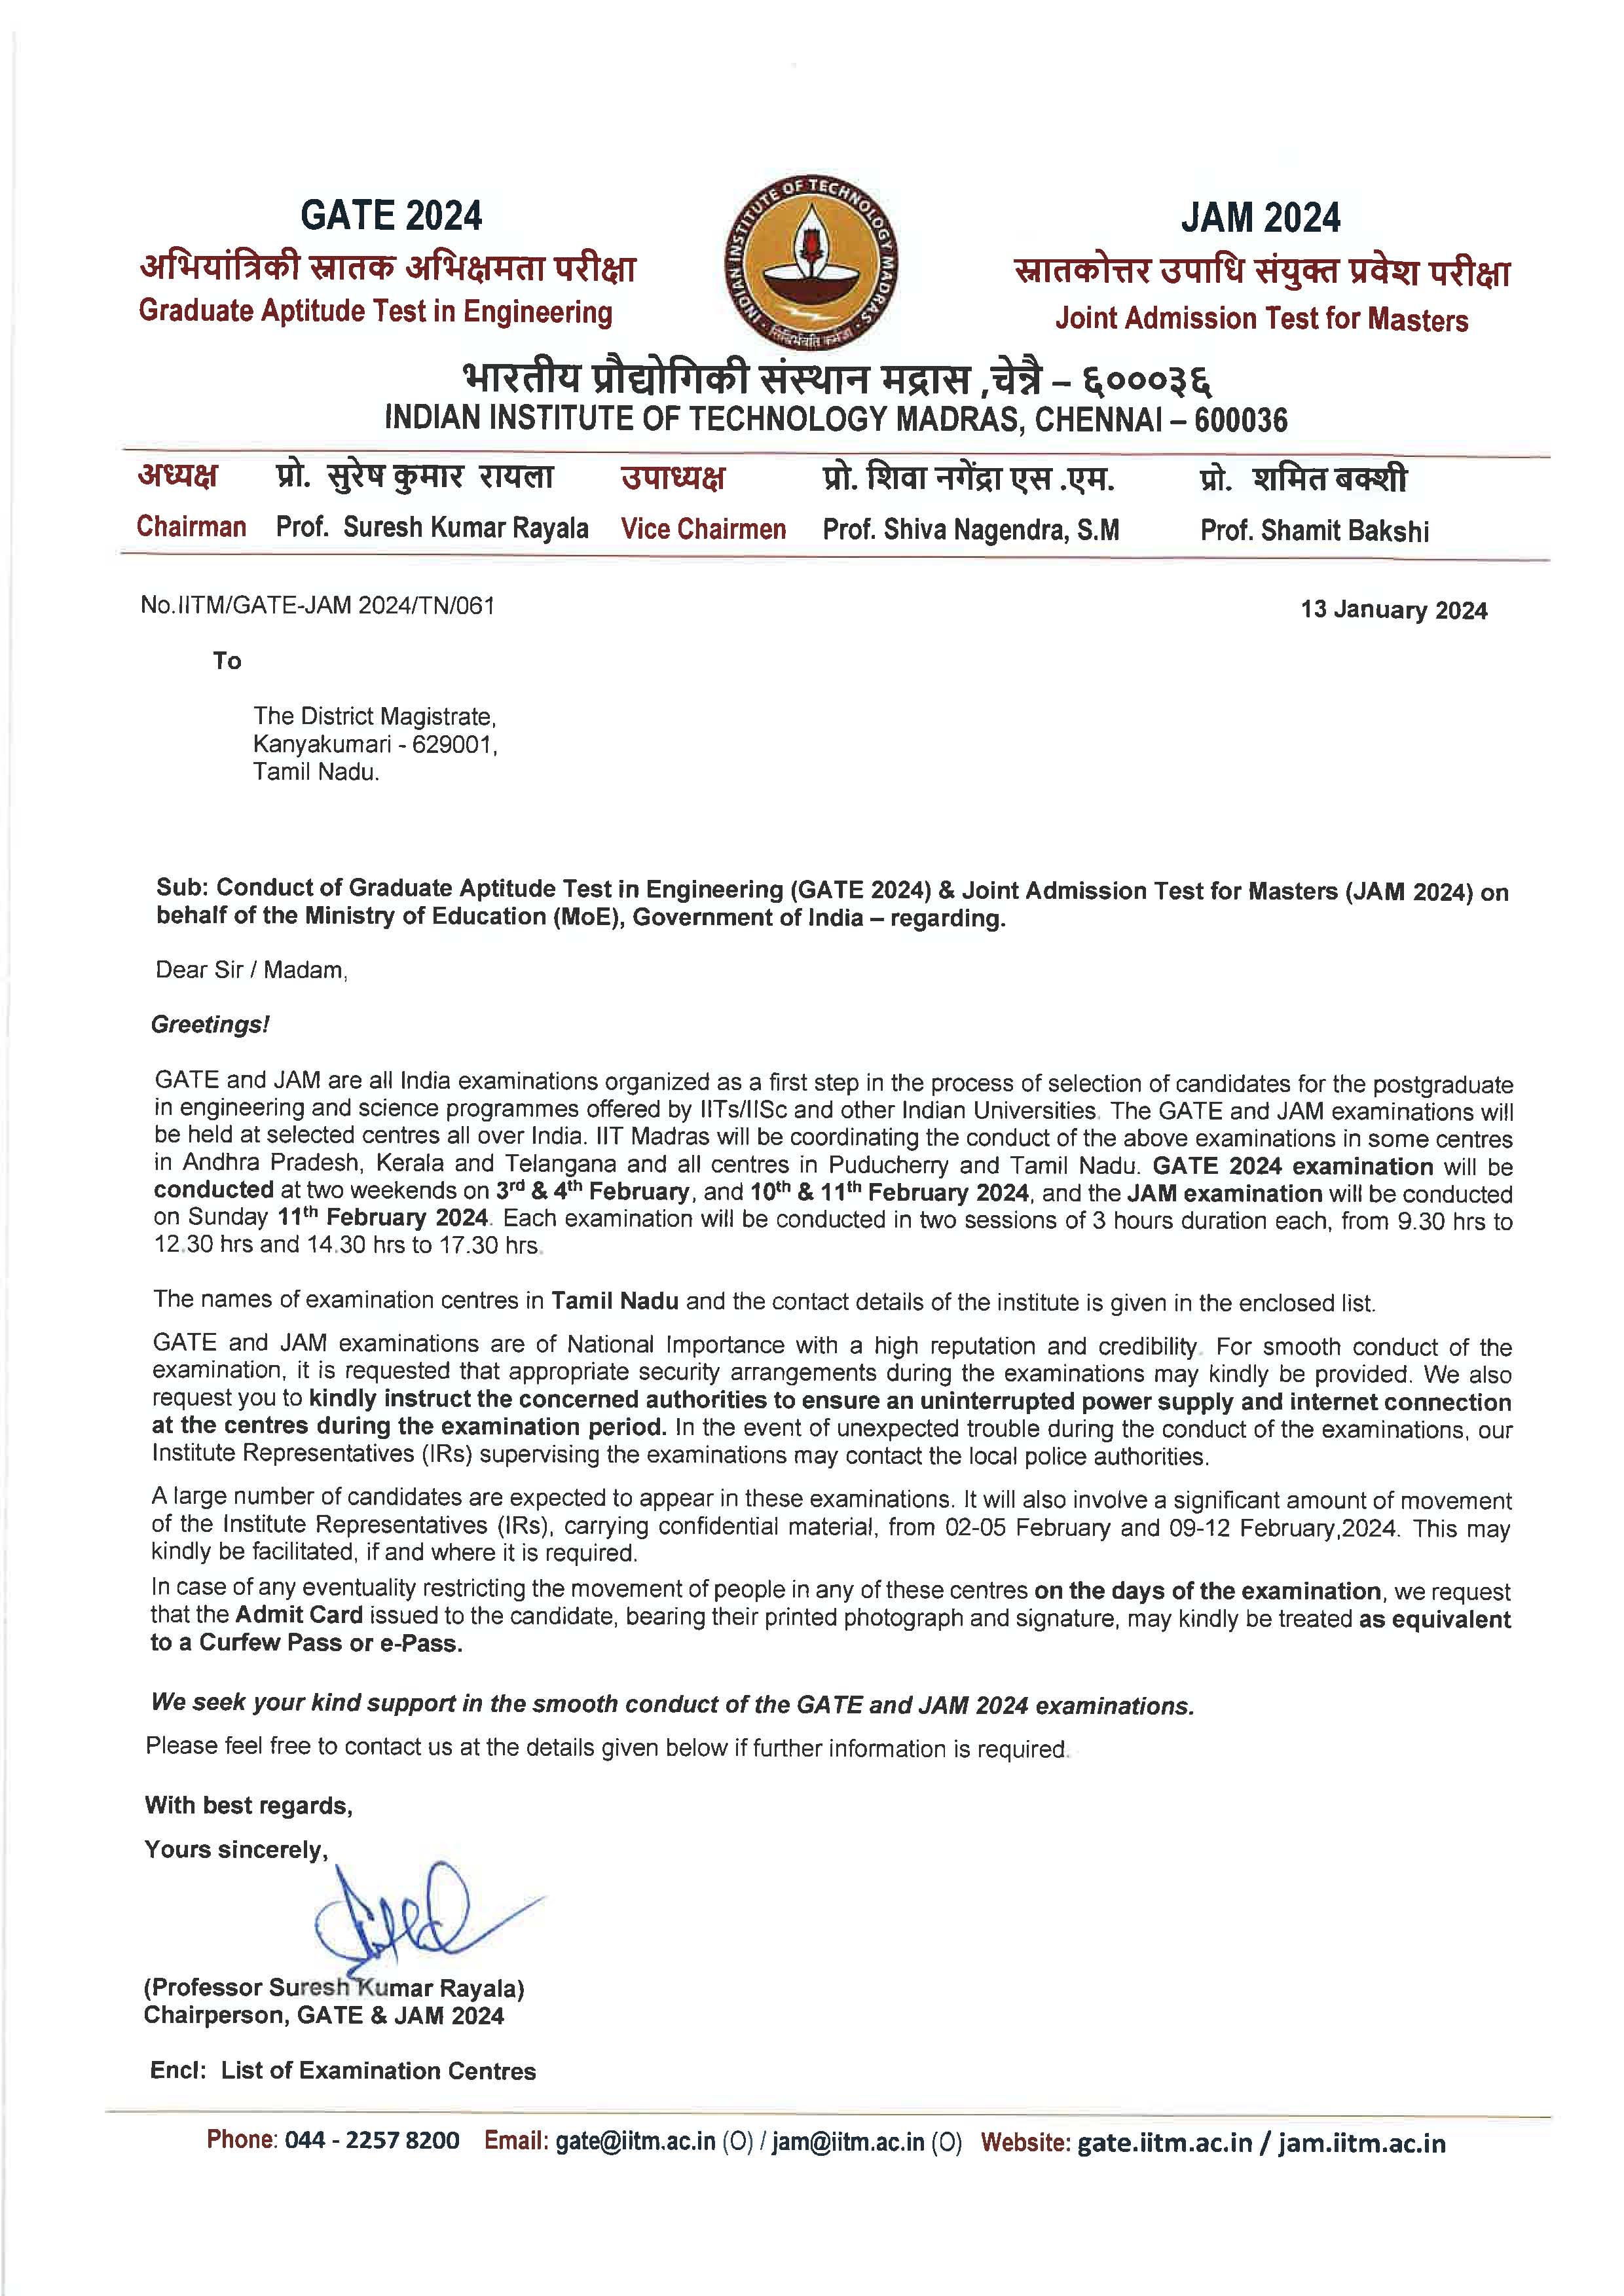 GATE 2024
अभियांत्रिकी स्नातक अभिक्षमता परीक्षा
Graduate Aptitude Test in Engineering
INDIAN INSTITUTE OF TECHNOLOGY MADRAS
सिद्धिर्भवति कर्मजा
JAM 2024
स्नातकोत्तर उपाधि संयुक्त प्रवेश परीक्षा
Joint Admission Test for Masters
भारतीय प्रौद्योगिकी संस्थान मद्रास ,चेन्नै – ६०००३६
INDIAN INSTITUTE OF TECHNOLOGY MADRAS, CHENNAI – 600036
अध्यक्ष प्रो. सुरेष कुमार रायला उपाध्यक्ष प्रो. शिवा नगेंद्रा एस .एम. प्रो. शमित बक्शी
Chairman Prof. Suresh Kumar Rayala Vice Chairmen Prof. Shiva Nagendra, S.M Prof. Shamit Bakshi
No.IITM/GATE-JAM 2024/TN/061 13 January 2024
To
The District Magistrate,
Kanyakumari - 629001,
Tamil Nadu.
Sub: Conduct of Graduate Aptitude Test in Engineering (GATE 2024) & Joint Admission Test for Masters (JAM 2024) on
behalf of the Ministry of Education (MoE), Government of India – regarding.
Dear Sir / Madam,
Greetings!
GATE and JAM are all India examinations organized as a first step in the process of selection of candidates for the postgraduate
in engineering and science programmes offered by IITs/IISc and other Indian Universities. The GATE and JAM examinations will
be held at selected centres all over India. IIT Madras will be coordinating the conduct of the above examinations in some centres
in Andhra Pradesh, Kerala and Telangana and all centres in Puducherry and Tamil Nadu. GATE 2024 examination will be
conducted at two weekends on 3rd & 4th February, and 10th & 11th February 2024, and the JAM examination will be conducted
on Sunday 11th February 2024. Each examination will be conducted in two sessions of 3 hours duration each, from 9.30 hrs to
12.30 hrs and 14.30 hrs to 17.30 hrs.
The names of examination centres in Tamil Nadu and the contact details of the institute is given in the enclosed list.
GATE and JAM examinations are of National Importance with a high reputation and credibility. For smooth conduct of the
examination, it is requested that appropriate security arrangements during the examinations may kindly be provided. We also
request you to kindly instruct the concerned authorities to ensure an uninterrupted power supply and internet connection
at the centres during the examination period. In the event of unexpected trouble during the conduct of the examinations, our
Institute Representatives (IRs) supervising the examinations may contact the local police authorities.
A large number of candidates are expected to appear in these examinations. It will also involve a significant amount of movement
of the Institute Representatives (IRs), carrying confidential material, from 02-05 February and 09-12 February,2024. This may
kindly be facilitated, if and where it is required.
In case of any eventuality restricting the movement of people in any of these centres on the days of the examination, we request
that the Admit Card issued to the candidate, bearing their printed photograph and signature, may kindly be treated as equivalent
to a Curfew Pass or e-Pass.
We seek your kind support in the smooth conduct of the GATE and JAM 2024 examinations.
Please feel free to contact us at the details given below if further information is required.
With best regards,
Yours sincerely,
(Professor Suresh Kumar Rayala)
Chairperson, GATE & JAM 2024
Encl: List of Examination Centres
Phone: 044 - 2257 8200 Email: gate@iitm.ac.in (O) / jam@iitm.ac.in (O) Website: gate.iitm.ac.in / jam.iitm.ac.in